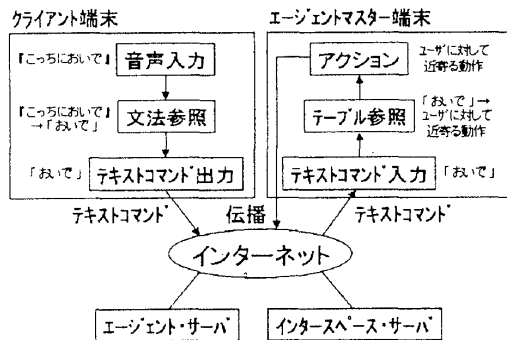 クライアント端末
『こっちにおいで』
音声入力
『こっちにおいで』
→「おいで」
文法参照
「おいで」
テキストコマンド出力
テキストコマンド
エージェントマスター端末
アクション
ユーザに対して
近寄る動作
テーブル参照
「おいで」→
ユーザに対して
近寄る動作
テキストコマンド入力
「おいで」
伝播
テキストコマンド
インターネット
エージェント・サーバ
インタースペース・サーバ